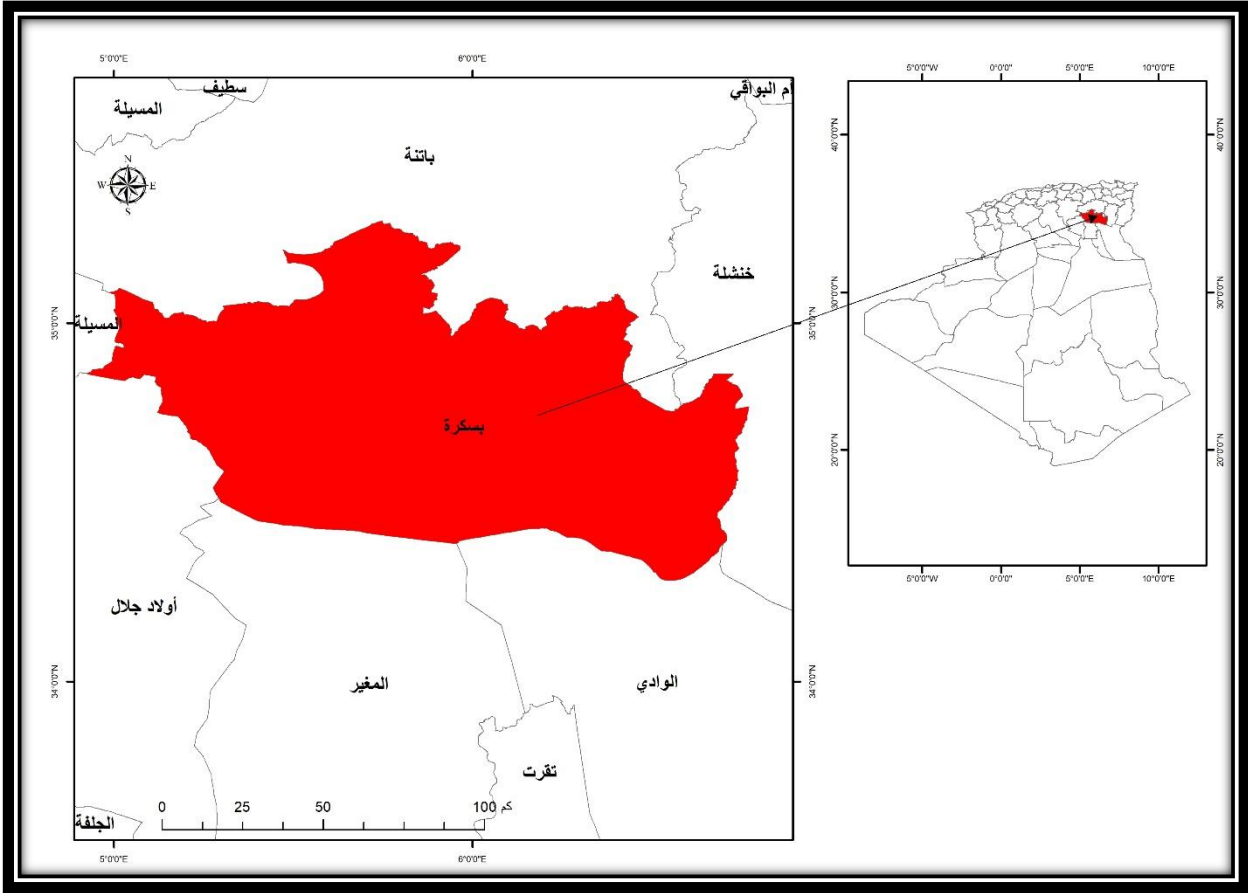 5°0'0"E 6°0'0"E
سطيف
أم البواقي
المسيلة
باتنة
N
W E
S
خنشلة
35°0'0"N 35°0'0"N
المسيلة
بسكرة
أولاد جلال
34°0'0"N 34°0'0"N
المغير
الوادي
تقرت
0 25 50 100 كم
الجلفة
5°0'0"E 6°0'0"E
5°0'0"W 0°0'0" 5°0'0"E 10°0'0"E
40°0'0"N 40°0'0"N
30°0'0"N 30°0'0"N
20°0'0"N 20°0'0"N
5°0'0"W 0°0'0" 5°0'0"E 10°0'0"E